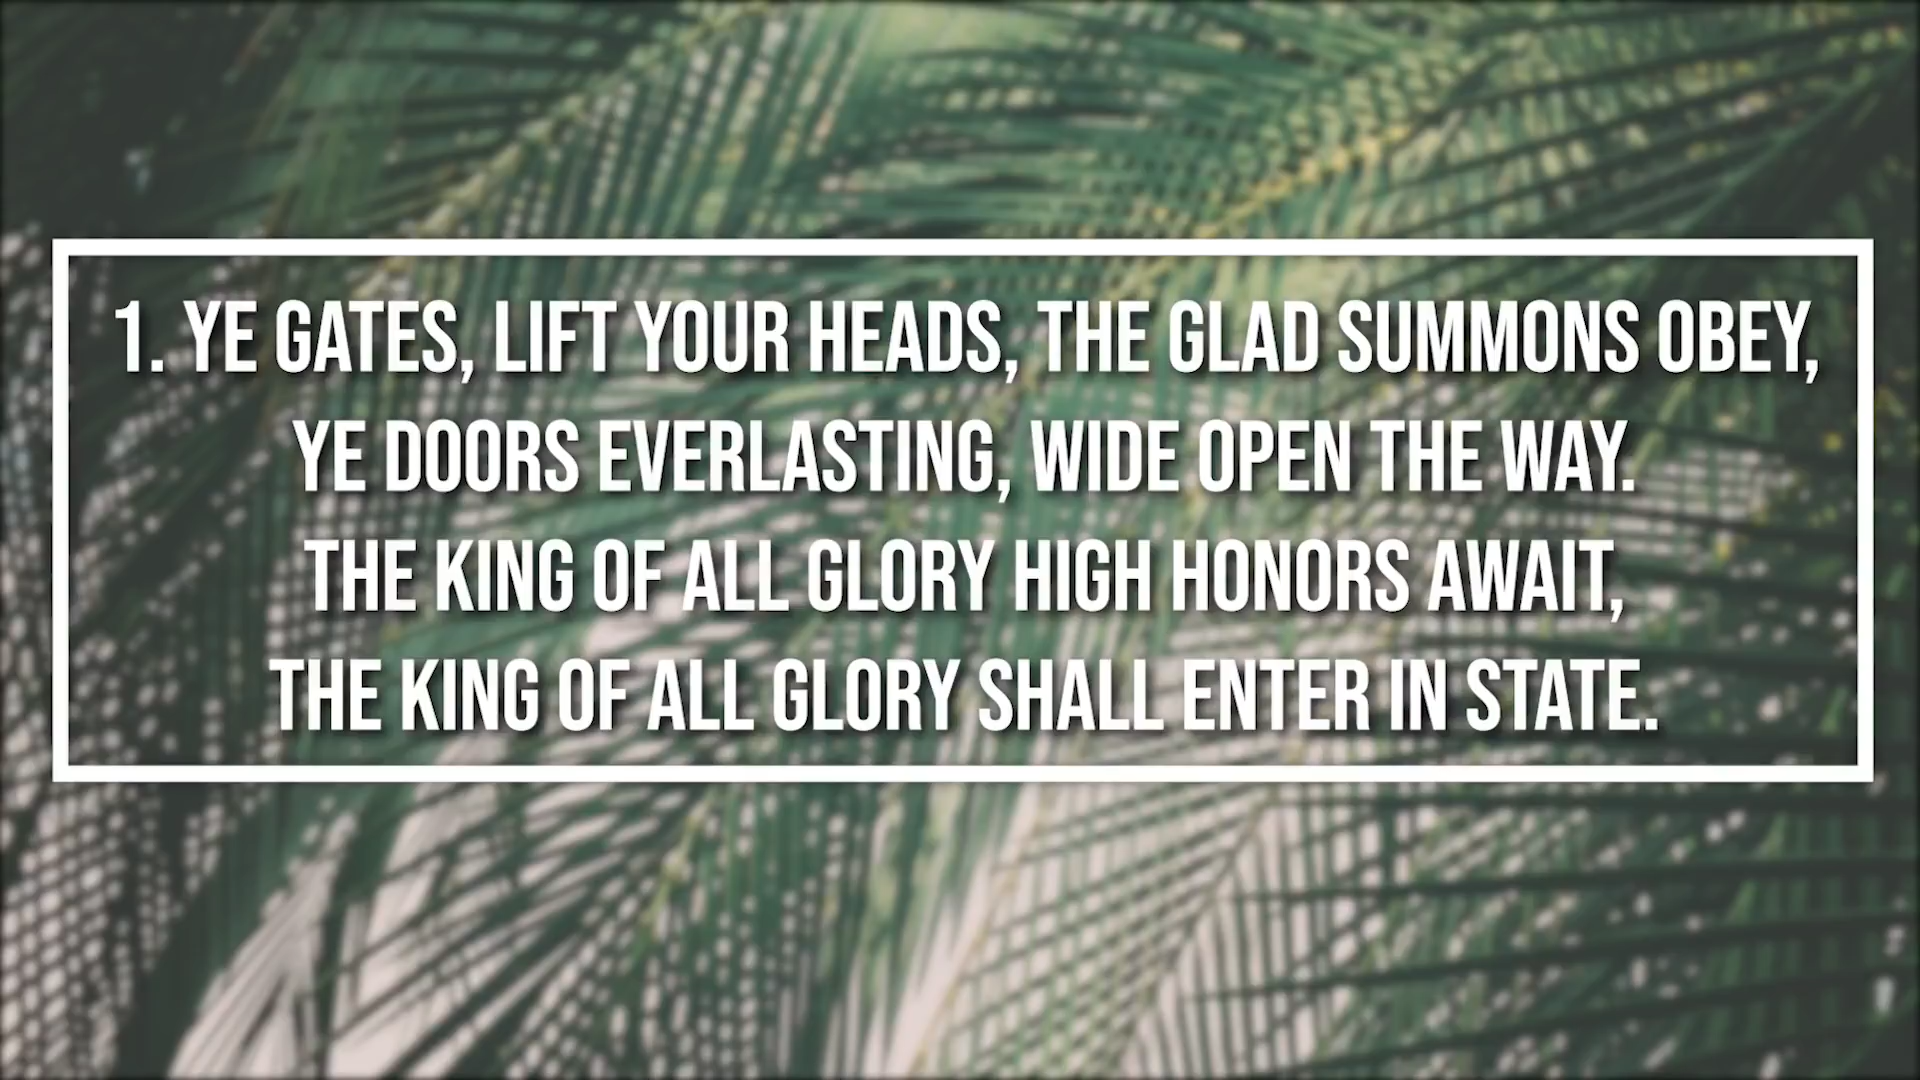 1. YE GATES, LIFT YOUR HEADS, THE GLAD SUMMONS OBEY,
YE DOORS EVERLASTING, WIDE OPEN THE WAY.
THE KING OF ALL GLORY HIGH HONORS AWAIT,
THE KING OF ALL GLORY SHALL ENTER IN STATE.